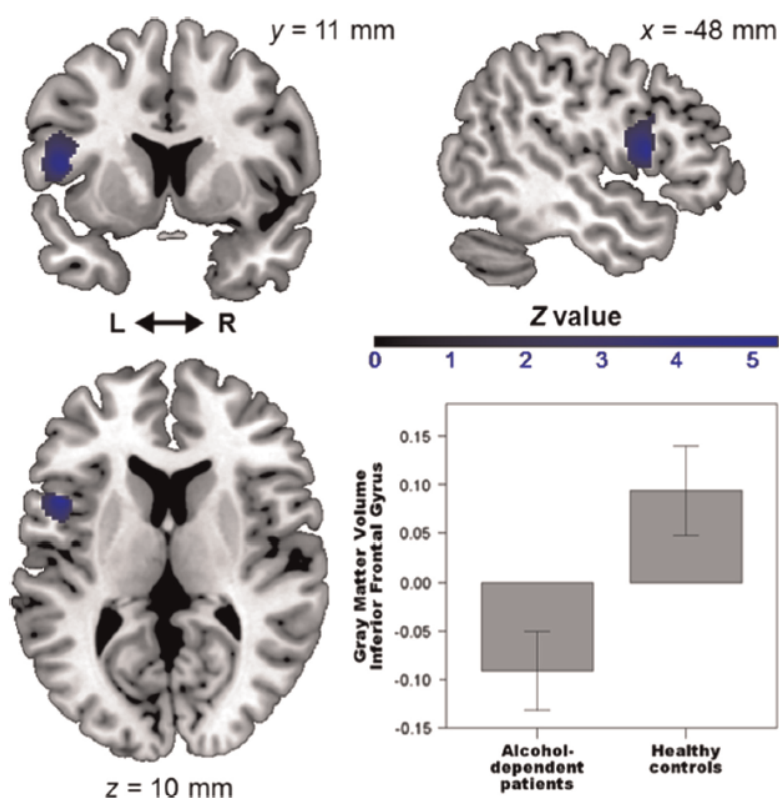 y = 11 mm
x = -48 mm
L R
Z value
0 1 2 3 4 5
z = 10 mm
Gray Matter Volume
Inferior Frontal Gyrus
0.15
0.10
0.05
0.00
-0.05
-0.10
-0.15
Alcohol-
dependent
patients
Healthy
controls